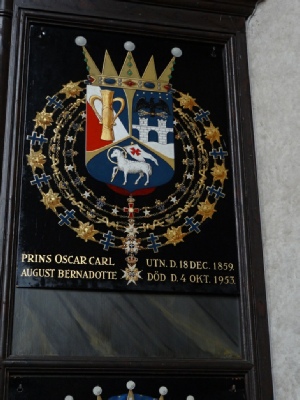 PRINS OSCAR CARL UTN. D. 18 DEC. 1859.
AUGUST BERNADOTTE DÖD D. 4 OKT. 1953.